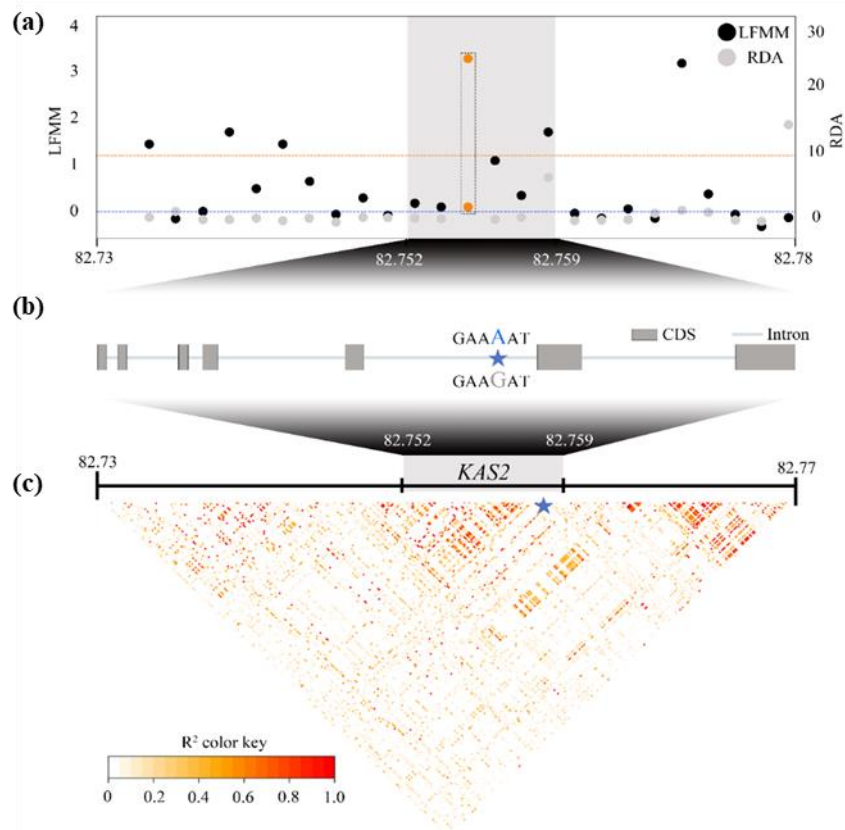 (a)
4
3
2
1
0
LFMM
30
20
10
0
RDA
LFMM
RDA
82.73
82.752
82.759
82.78
(b)
GAAAAT
GAAGAT
CDS
Intron
82.752
82.759
82.73
KAS2
82.77
(c)
R² color key
0
0.2
0.4
0.6
0.8
1.0